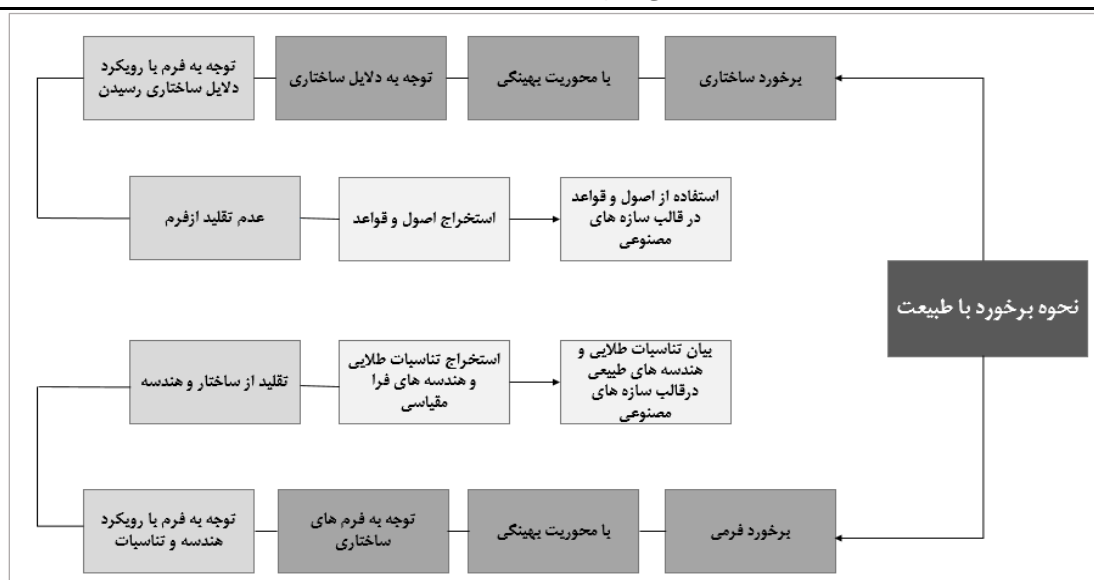 برخورد ساختاری
با محوریت بهینگی
توجه به دلایل ساختاری
توجه به فرم با رویکرد
دلایل ساختاری رسیدن
عدم تقلید ازفرم
استخراج اصول و قواعد
استفاده از اصول و قواعد
در قالب سازه های
مصنوعی
نحوه برخورد با طبیعت
تقلید از ساختار و هندسه
استخراج تناسبات طلایی
و هندسه های فرا
مقیاسی
بیان تناسبات طلایی و
هندسه های طبیعی
درقالب سازه های
مصنوعی
برخورد فرمی
با محوریت بهینگی
توجه به فرم های
ساختاری
توجه به فرم با رویکرد
هندسه و تناسبات